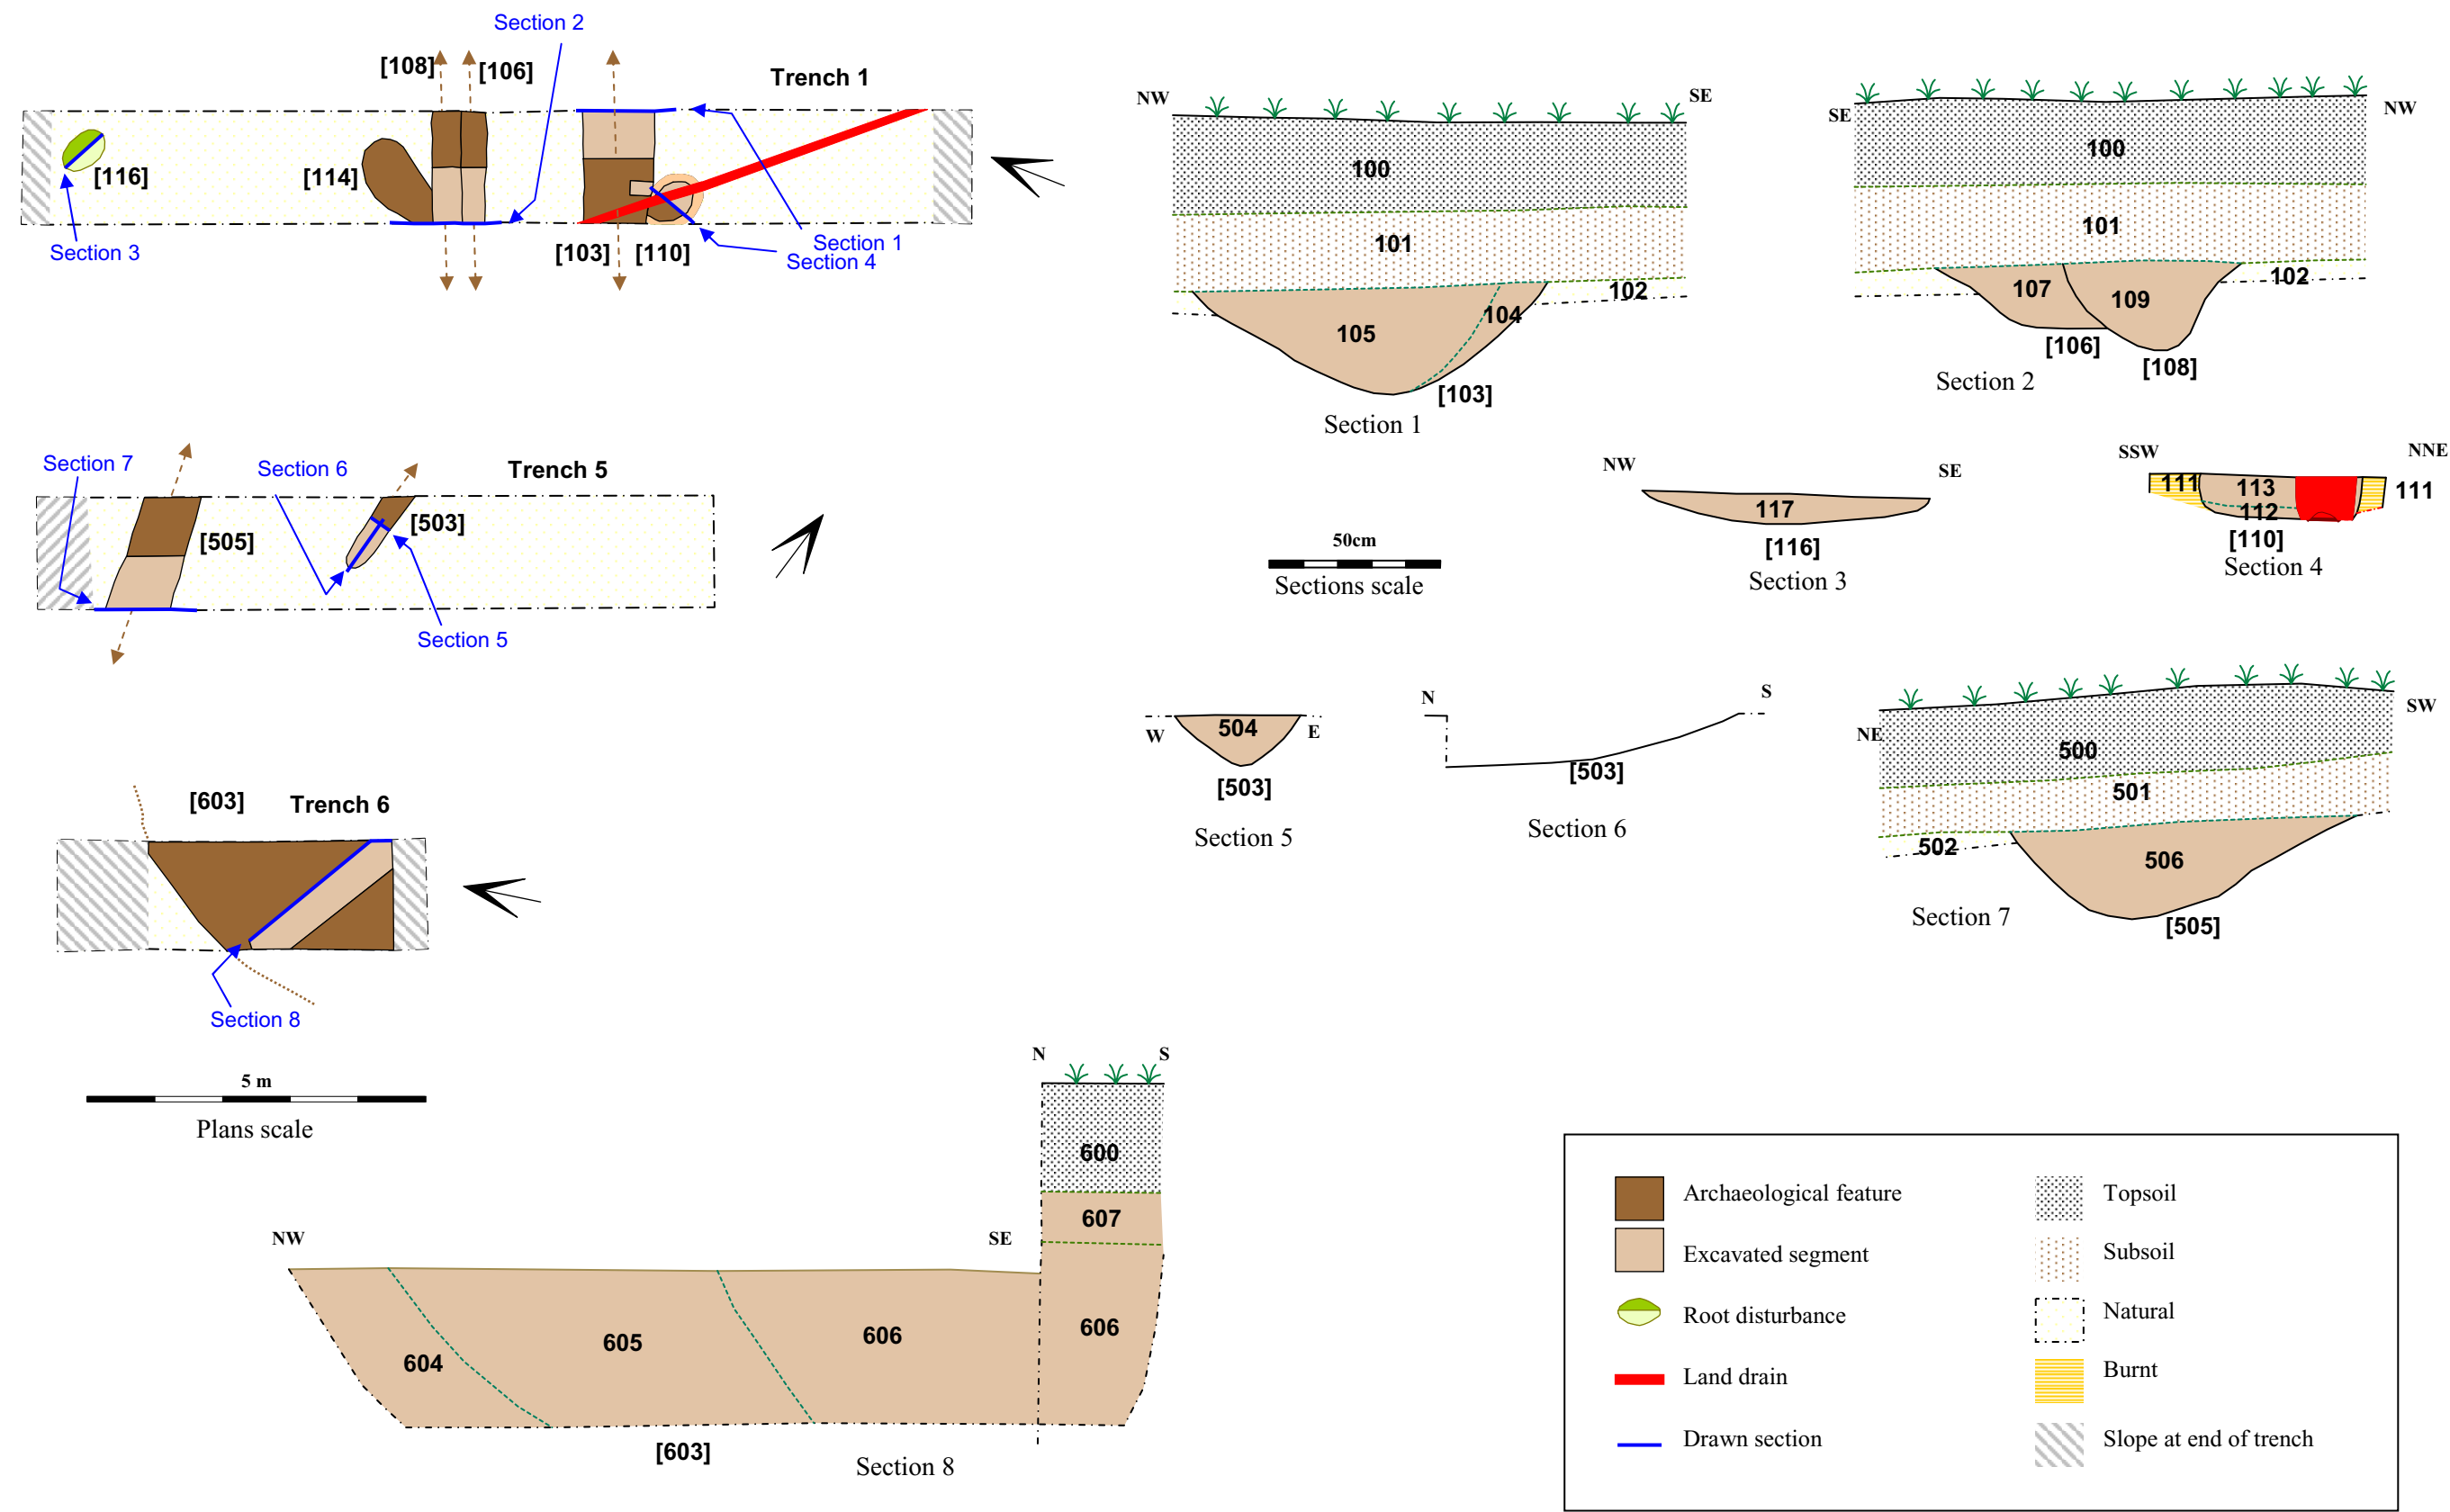 Section 2
[108]
[106]
Trench 1
[116]
[114]
Section 3
[103]
[110]
Section 1
Section 4
NW
SE
100
101
102
105
104
[103]
Section 1
SE
NW
100
101
102
107
109
[106]
[108]
Section 2
Section 7
Section 6
Trench 5
[505]
[503]
Section 5
50cm
Sections scale
NW
SE
117
[116]
Section 3
SSW
NNE
111
113
111
112
[110]
Section 4
[603]
Trench 6
Section 8
5 m
Plans scale
W
504
E
[503]
Section 5
N
S
[503]
Section 6
NE
SW
500
501
502
506
[505]
Section 7
N
S
600
607
NW
SE
604
605
606
606
[603]
Section 8
Archaeological feature
Excavated segment
Root disturbance
Land drain
Drawn section
Topsoil
Subsoil
Natural
Burnt
Slope at end of trench